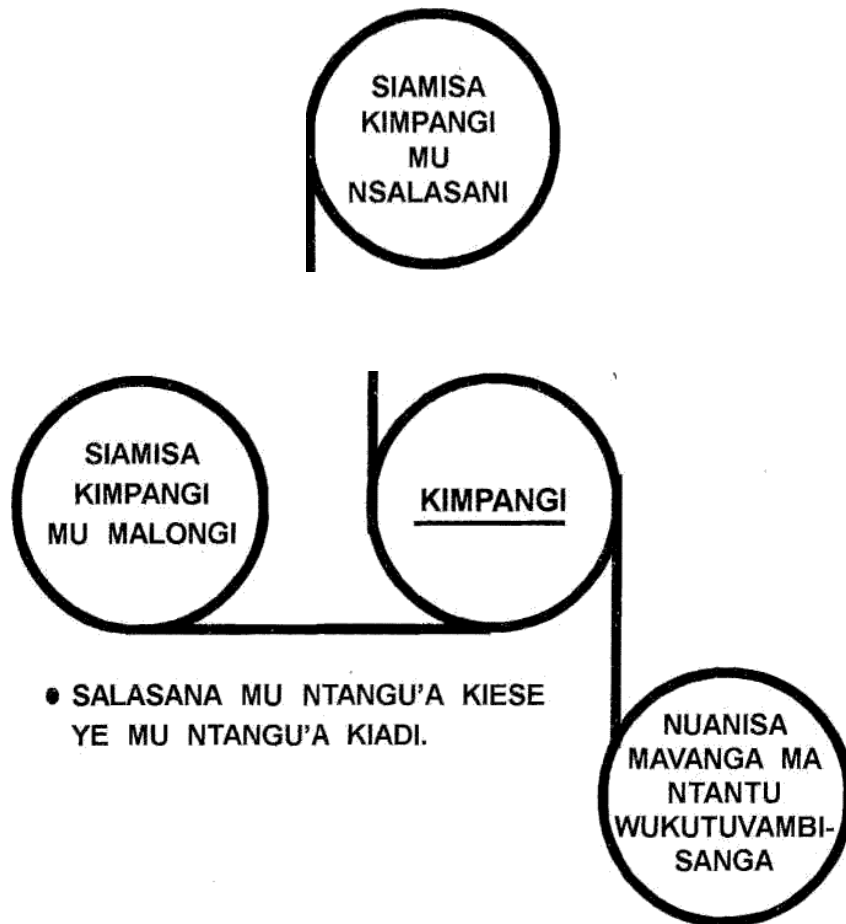 SIAMISA
KIMPANGI
MU
NSALASANI
SIAMISA
KIMPANGI
MU MALONGI
KIMPANGI
• SALASANA MU NTANGU'A KIESE
YE MU NTANGU'A KIADI.
NUANISA
MAVANGA MA
NTANTU
WUKUTUVAMBI-
SANGA